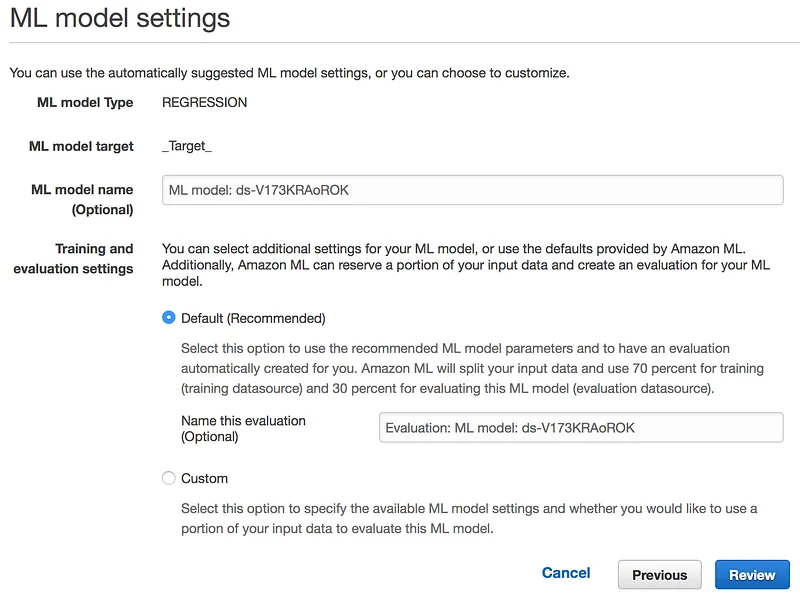 ML model settings
You can use the automatically suggested ML model settings, or you can choose to customize.
ML model Type REGRESSION
ML model target _Target_
ML model name
(Optional)
ML model: ds-V173KRAoROK
Training and
evaluation settings
You can select additional settings for your ML model, or use the defaults provided by Amazon ML.
Additionally, Amazon ML can reserve a portion of your input data and create an evaluation for your ML
model.
Default (Recommended)
Select this option to use the recommended ML model parameters and to have an evaluation
automatically created for you. Amazon ML will split your input data and use 70 percent for training
(training datasource) and 30 percent for evaluating this ML model (evaluation datasource).
Name this evaluation
(Optional)
Evaluation: ML model: ds-V173KRAoROK
Custom
Select this option to specify the available ML model settings and whether you would like to use a
portion of your input data to evaluate this ML model.
Cancel Previous Review